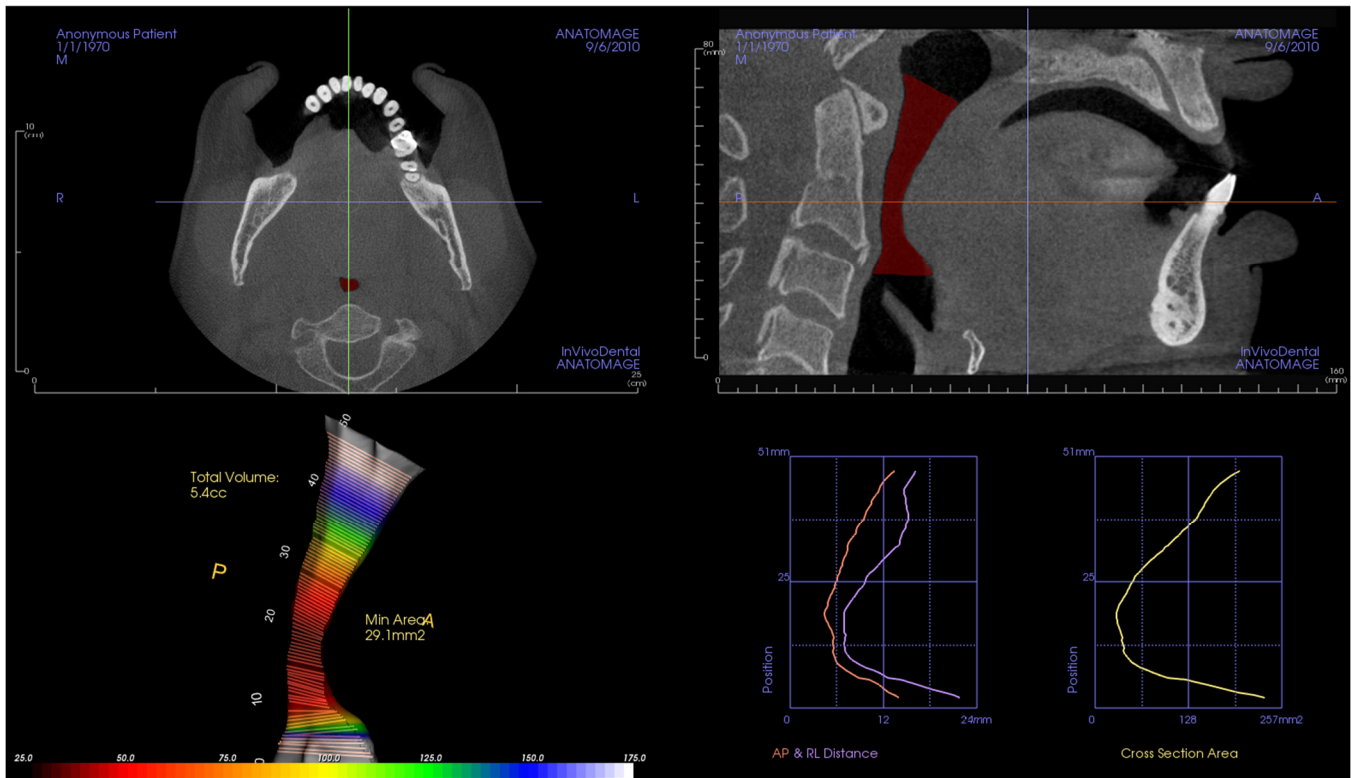 Anonymous Patient
1/1/1970
M
ANATOMAGE
9/6/2010
10
(cm)
R
L
InVivoDental
ANATOMAGE
0
0
25
(cm)
80
(mm)
Anonymous Patient
1/1/1970
M
ANATOMAGE
9/6/2010
P
A
InVivoDental
ANATOMAGE
0
0
160
(mm)
Total Volume:
5.4cc
50
40
30
20
10
0
P
Min Area:
29.1mm2
A
25.0 50.0 75.0 100.0 125.0 150.0 175.0
51mm
25
Position
0 12 24mm
AP & RL Distance
51mm
25
Position
0 128 257mm2
Cross Section Area